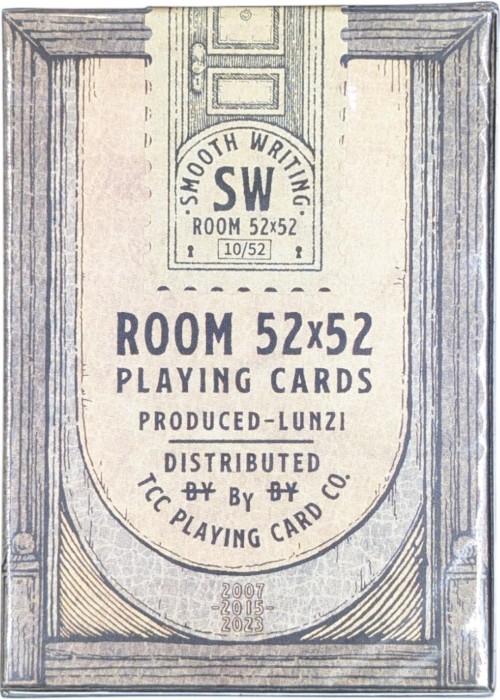 SMOOTH WRITING
SW
ROOM 52x52
10/52
ROOM 52x52
PLAYING CARDS
PRODUCED-LUNZI
DISTRIBUTED
BY By BY
TCC PLAYING CARD CO.
2007
-2015-
2023